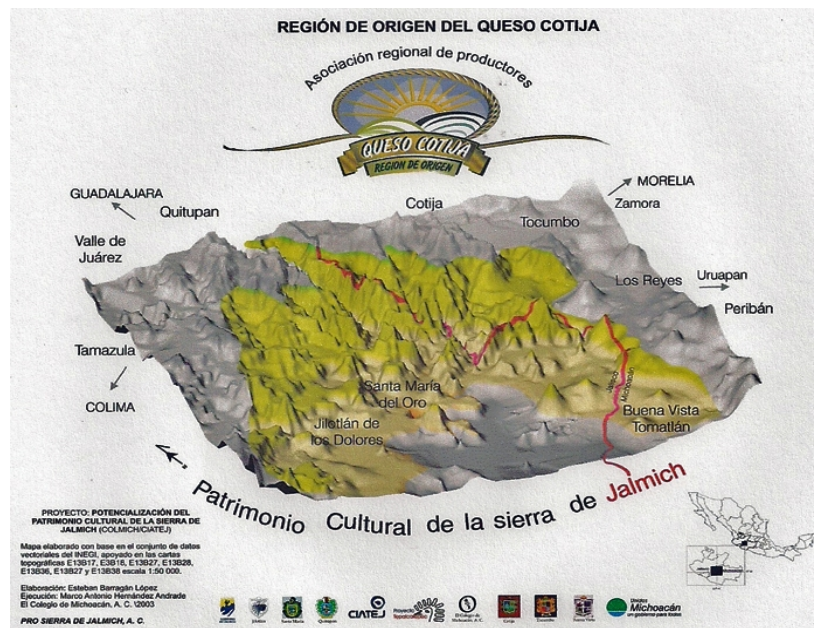 REGIÓN DE ORIGEN DEL QUESO COTIJA
Asociación regional de productores
QUESO COTIJA
REGION DE ORIGEN
GUADALAJARA
Quitupan
Cotija
MORELIA
Zamora
Tocumbo
Valle de
Juárez
Los Reyes
Uruapan
Peribán
Tamazula
COLIMA
Santa María
del Oro
Jalisco
Michoacán
Jilotlán de
los Dolores
Buena Vista
Tomatlán
Patrimonio Cultural de la sierra de Jalmich
PROYECTO: POTENCIALIZACIÓN DEL
PATRIMONIO CULTURAL DE LA SIERRA DE
JALMICH (COLMICH/CIATEJ)
Mapa elaborado con base en el conjunto de datos
vectoriales del INEGI, apoyado en las cartas
topográficas E13B17, E3B18, E13B27, E13B28,
E13B36, E13B27 y E13B38 escala 1:50 000.
Elaboración: Esteban Barragán López
Ejecución: Marco Antonio Hernández Andrade
El Colegio de Michoacán, A. C. \2003
PRO SIERRA DE JALMICH, A. C.
CIATEJ
Michoacán
un gobierno para todos